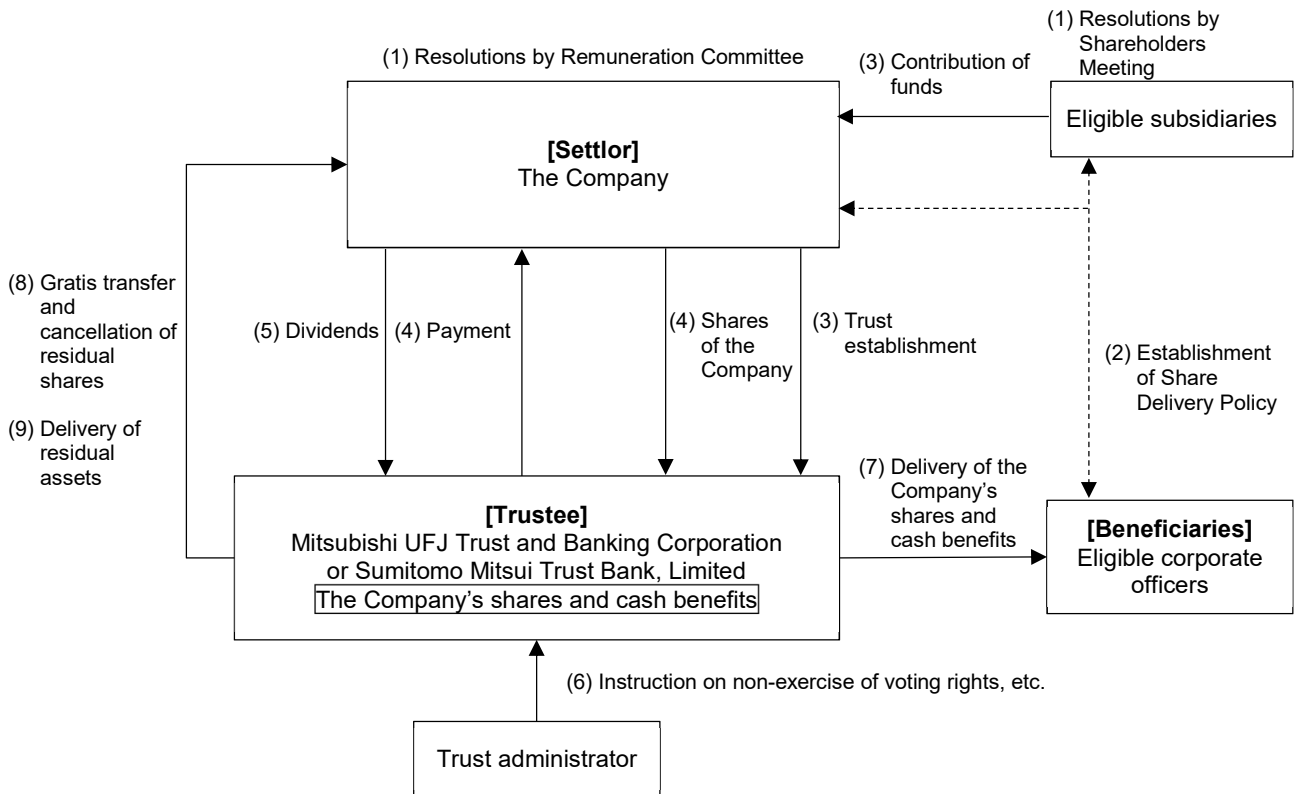 (1) Resolutions by
Shareholders
Meeting
(1) Resolutions by Remuneration Committee
(3) Contribution of
funds
Eligible subsidiaries
[Settlor]
The Company
(8) Gratis transfer
and
cancellation of
residual
shares
(5) Dividends
(4) Payment
(4) Shares
of the
Company
(3) Trust
establishment
(2) Establishment
of Share
Delivery Policy
(9) Delivery of
residual
assets
(7) Delivery of the
Company’s
shares and
cash benefits
[Trustee]
Mitsubishi UFJ Trust and Banking Corporation
or Sumitomo Mitsui Trust Bank, Limited
The Company’s shares and cash benefits
[Beneficiaries]
Eligible corporate
officers
(6) Instruction on non-exercise of voting rights, etc.
Trust administrator